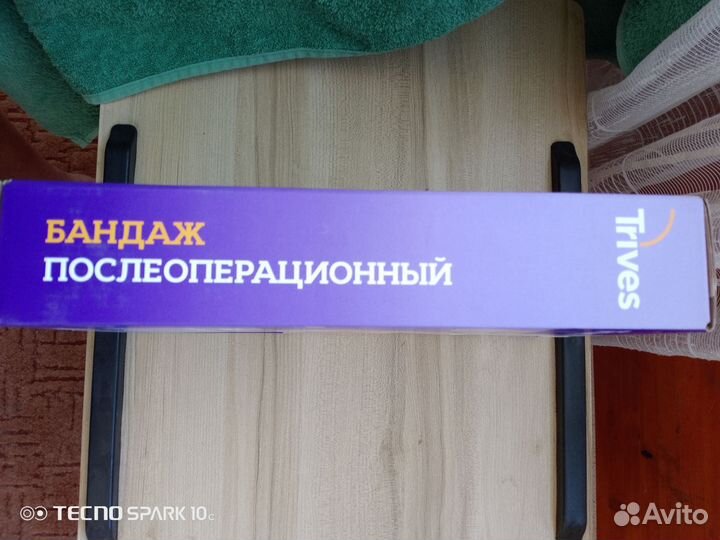 БАНДАЖ
ПОСЛЕОПЕРАЦИОННЫЙ
Trives
TECNO SPARK 10C
Avito